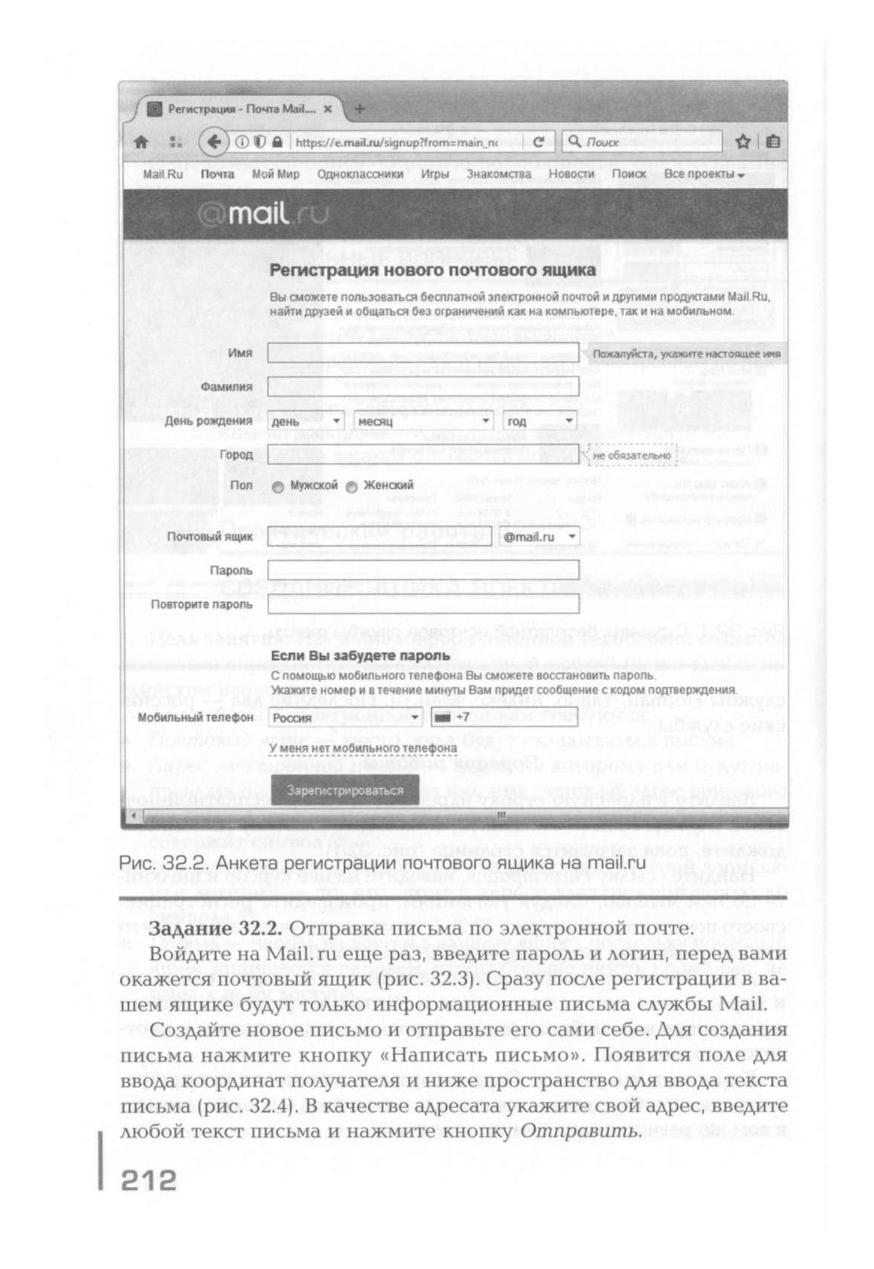 Регистрация - Почта Mail.... × +
https://e.mail.ru/signup?from=main_no C Поиск
Mail.Ru Почта Мой Мир Одноклассники Игры Знакомства Новости Поиск Все проекты
@mail.ru
Регистрация нового почтового ящика
Вы сможете пользоваться бесплатной электронной почтой и другими продуктами Mail.Ru,
найти друзей и общаться без ограничений как на компьютере, так и на мобильном.
Имя Пожалуйста, укажите настоящее имя
Фамилия
День рождения день месяц год
Город не обязательно
Пол Мужской Женский
Почтовый ящик @mail.ru
Пароль
Повторите пароль
Если Вы забудете пароль
С помощью мобильного телефона Вы сможете восстановить пароль.
Укажите номер и в течение минуты Вам придет сообщение с кодом подтверждения.
Мобильный телефон Россия +7
У меня нет мобильного телефона
Зарегистрироваться
Рис. 32.2. Анкета регистрации почтового ящика на mail.ru
Задание 32.2. Отправка письма по электронной почте.
Войдите на Mail.ru еще раз, введите пароль и логин, перед вами
окажется почтовый ящик (рис. 32.3). Сразу после регистрации в ва-
шем ящике будут только информационные письма службы Mail.
Создайте новое письмо и отправьте его сами себе. Для создания
письма нажмите кнопку «Написать письмо». Появится поле для
ввода координат получателя и ниже пространство для ввода текста
письма (рис. 32.4). В качестве адресата укажите свой адрес, введите
любой текст письма и нажмите кнопку Отправить.
212